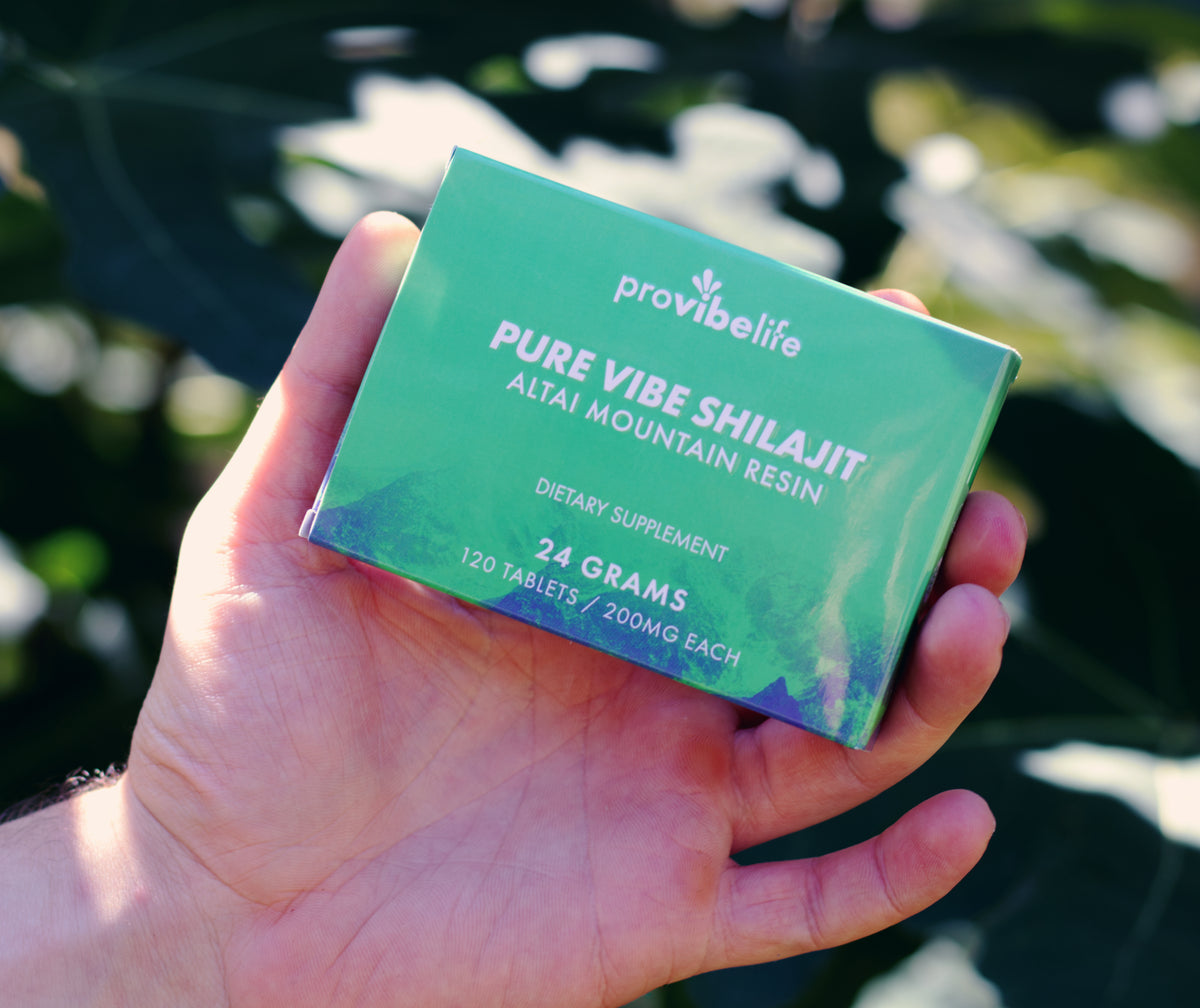 provibelife
PURE VIBE SHILAJIT
ALTAI MOUNTAIN RESIN
DIETARY SUPPLEMENT
24 GRAMS
120 TABLETS / 200MG EACH